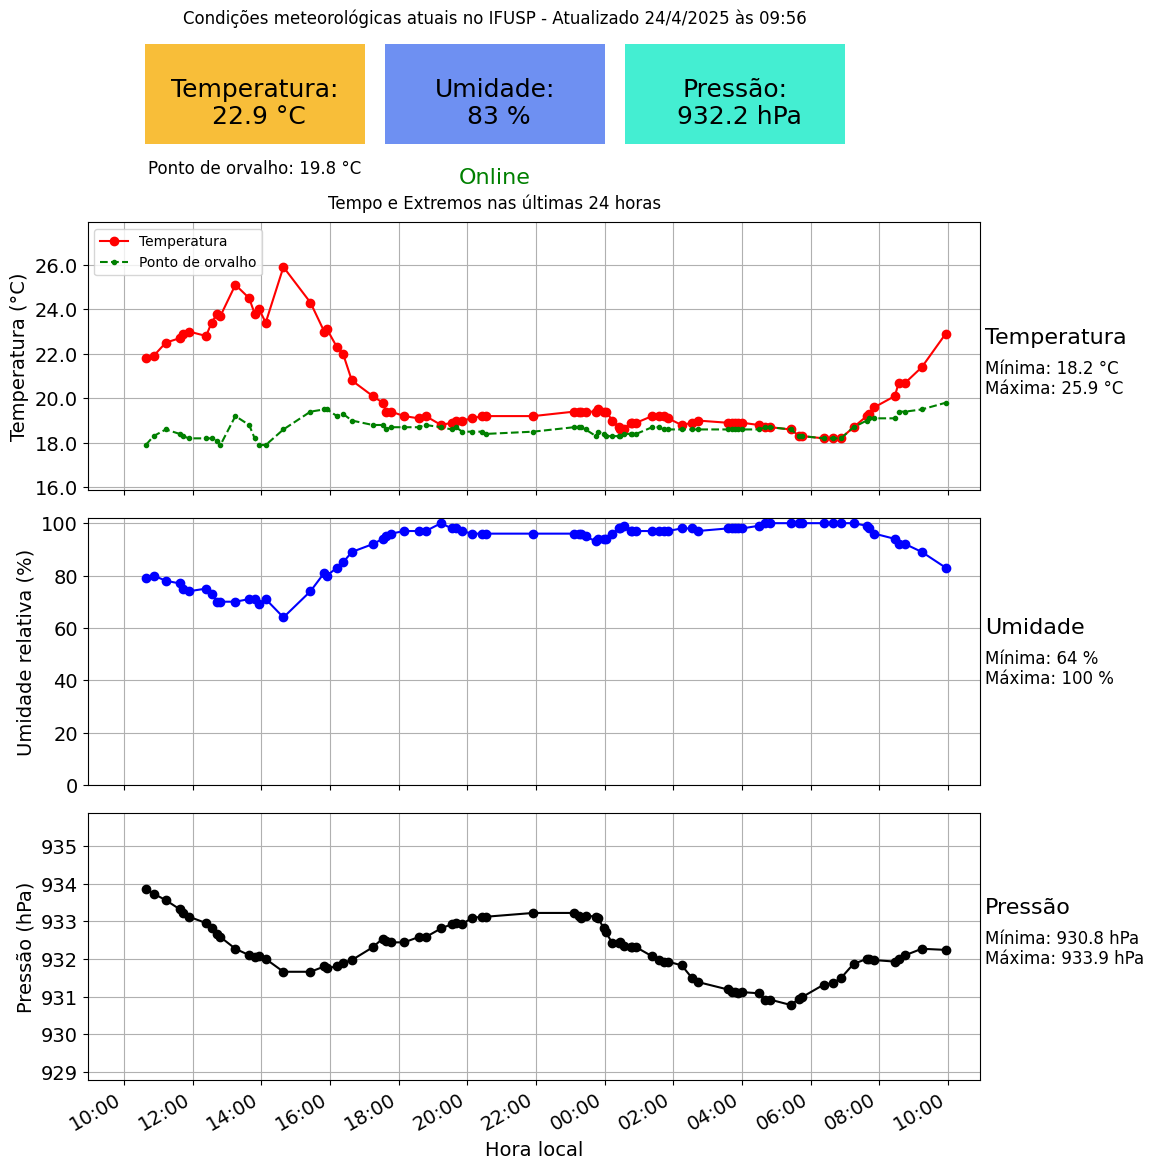 Condições meteorológicas atuais no IFUSP - Atualizado 24/4/2025 às 09:56
Temperatura:
22.9 °C
Umidade:
83 %
Pressão:
932.2 hPa
Ponto de orvalho: 19.8 °C
Online
Tempo e Extremos nas últimas 24 horas
Temperatura
Ponto de orvalho
Temperatura (°C)
26.0
24.0
22.0
20.0
18.0
16.0
Temperatura
Mínima: 18.2 °C
Máxima: 25.9 °C
Umidade relativa (%)
100
80
60
40
20
0
Umidade
Mínima: 64 %
Máxima: 100 %
Pressão (hPa)
935
934
933
932
931
930
929
Pressão
Mínima: 930.8 hPa
Máxima: 933.9 hPa
10:00 12:00 14:00 16:00 18:00 20:00 22:00 00:00 02:00 04:00 06:00 08:00 10:00
Hora local